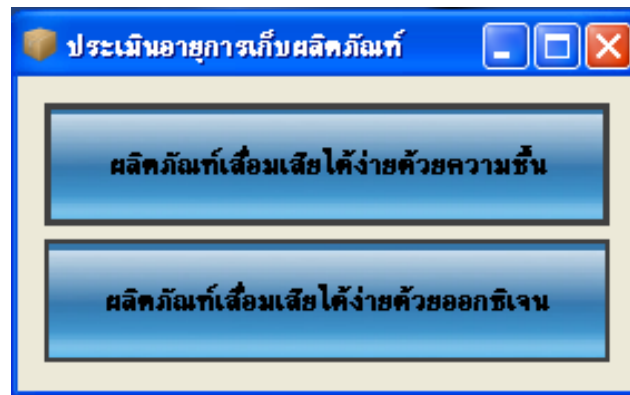 ประเมินอายุการเก็บผลิตภัณฑ์
ผลิตภัณฑ์เสื่อมเสียได้ง่ายด้วยความชื้น
ผลิตภัณฑ์เสื่อมเสียได้ง่ายด้วยออกซิเจน